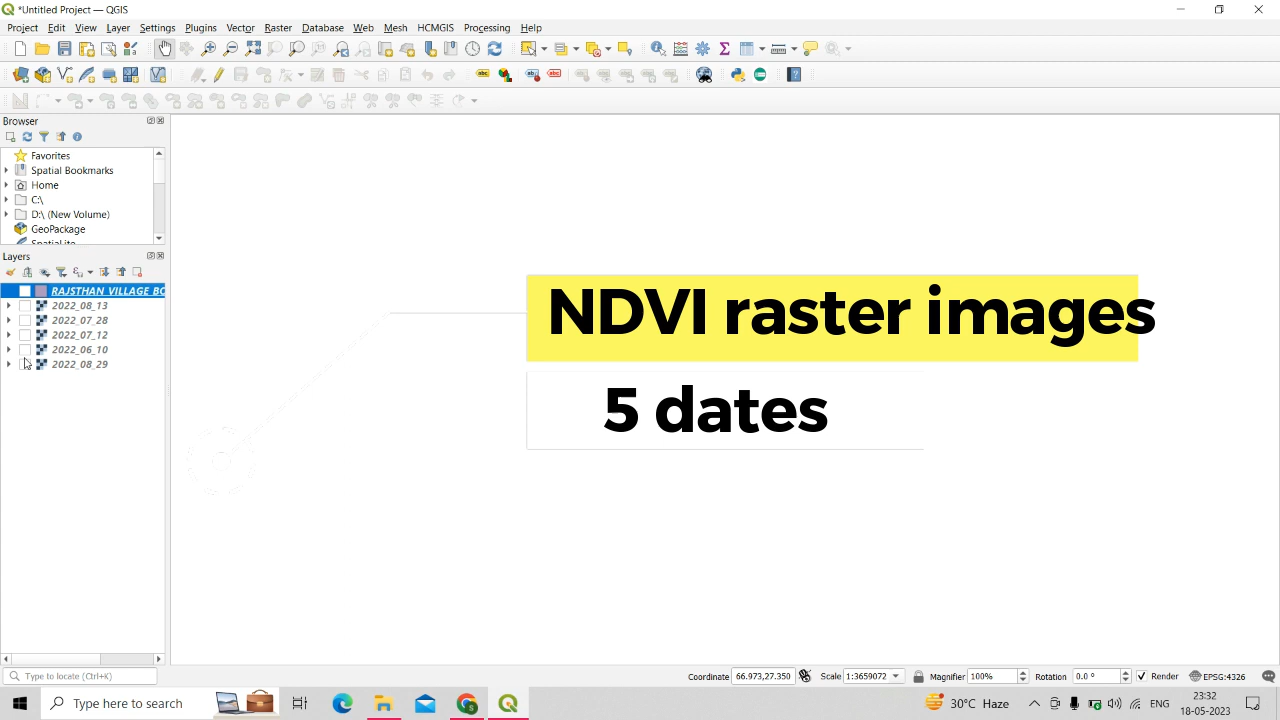 *Untitled Project — QGIS
Project Edit View Layer Settings Plugins Vector Raster Database Web Mesh HCMGIS Processing Help
Browser
Favorites
Spatial Bookmarks
Home
C:\
D:\ (New Volume)
GeoPackage
SpatiaLite
Layers
RAJSTHAN_VILLAGE_BO
2022_08_13
2022_07_28
2022_07_12
2022_06_10
2022_08_29
NDVI raster images
5 dates
Type to locate (Ctrl+K)
Coordinate 66.973,27.350 Scale 1:3659072 Magnifier 100% Rotation 0.0 ° Render EPSG:4326
Type here to search
30°C Haze
ENG
23:32
18-05-2023